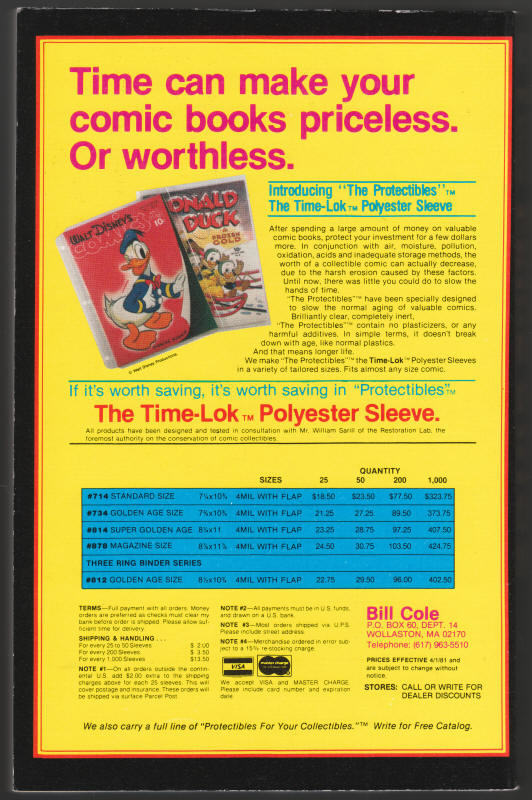 Time can make your
comic books priceless.
Or worthless.
WALT DISNEY'S
COMICS
10¢
DONALD
DUCK
FROZEN
GOLD
© Walt Disney Productions
Introducing "The Protectibles"™
The Time-Lok™ Polyester Sleeve
After spending a large amount of money on valuable
comic books, protect your investment for a few dollars
more. In conjunction with air, moisture, pollution,
oxidation, acids and inadequate storage methods, the
worth of a collectible comic can actually decrease,
due to the harsh erosion caused by these factors.
Until now, there was little you could do to slow the
hands of time.
"The Protectibles"™ have been specially designed
to slow the normal aging of valuable comics.
Brilliantly clear, completely inert,
"The Protectibles"™ contain no plasticizers, or any
harmful additives. In simple terms, it doesn't break
down with age, like normal plastics.
And that means longer life.
We make "The Protectibles"™ the Time-Lok™ Polyester Sleeves
in a variety of tailored sizes. Fits almost any size comic.
If it's worth saving, it's worth saving in "Protectibles"™
The Time-Lok™ Polyester Sleeve.
All products have been designed and tested in consultation with Mr. William Sarill of the Restoration Lab, the
foremost authority on the conservation of comic collectibles.
QUANTITY
SIZES 25 50 200 1,000
#714 STANDARD SIZE 7¼x10¾ 4MIL WITH FLAP $18.50 $23.50 $77.50 $323.75
#734 GOLDEN AGE SIZE 4MIL WITH FLAP 21.25 27.25 89.50 373.75
#814 SUPER GOLDEN AGE 8¼x11 4MIL WITH FLAP 23.25 28.75 97.25 407.50
#878 MAGAZINE SIZE 4MIL WITH FLAP 24.50 30.75 103.50 424.75
THREE RING BINDER SERIES
#812 GOLDEN AGE SIZE 4MIL WITH FLAP 22.75 29.50 96.00 402.50
TERMS—Full payment with all orders. Money
orders are preferred as checks must clear my
bank before order is shipped. Please allow suf-
ficient time for delivery.
SHIPPING & HANDLING . . .
For every 25 to 50 Sleeves $ 2.00
For every 200 Sleeves $ 3.50
For every 1,000 Sleeves $13.50
NOTE #1—On all orders outside the contin-
ental U.S. add $2.00 extra to the shipping
charges above for each 25 sleeves. This will
cover postage and insurance. These orders will
be shipped via surface Parcel Post.
NOTE #2—All payments must be in U.S. funds,
and drawn on a U.S. bank.
NOTE #3—Most orders shipped via U.P.S.
Please include street address.
NOTE #4—Merchandise ordered in error sub-
ject to a 15% re-stocking charge.
VISA master charge
We accept VISA and MASTER CHARGE.
Please include card number and expiration
date.
Bill Cole
P.O. BOX 60, DEPT. 14
WOLLASTON, MA 02170
Telephone: (617) 963-5510
PRICES EFFECTIVE 4/1/81 and
are subject to change without
notice.
STORES: CALL OR WRITE FOR
DEALER DISCOUNTS
We also carry a full line of "Protectibles For Your Collectibles."™ Write for Free Catalog.